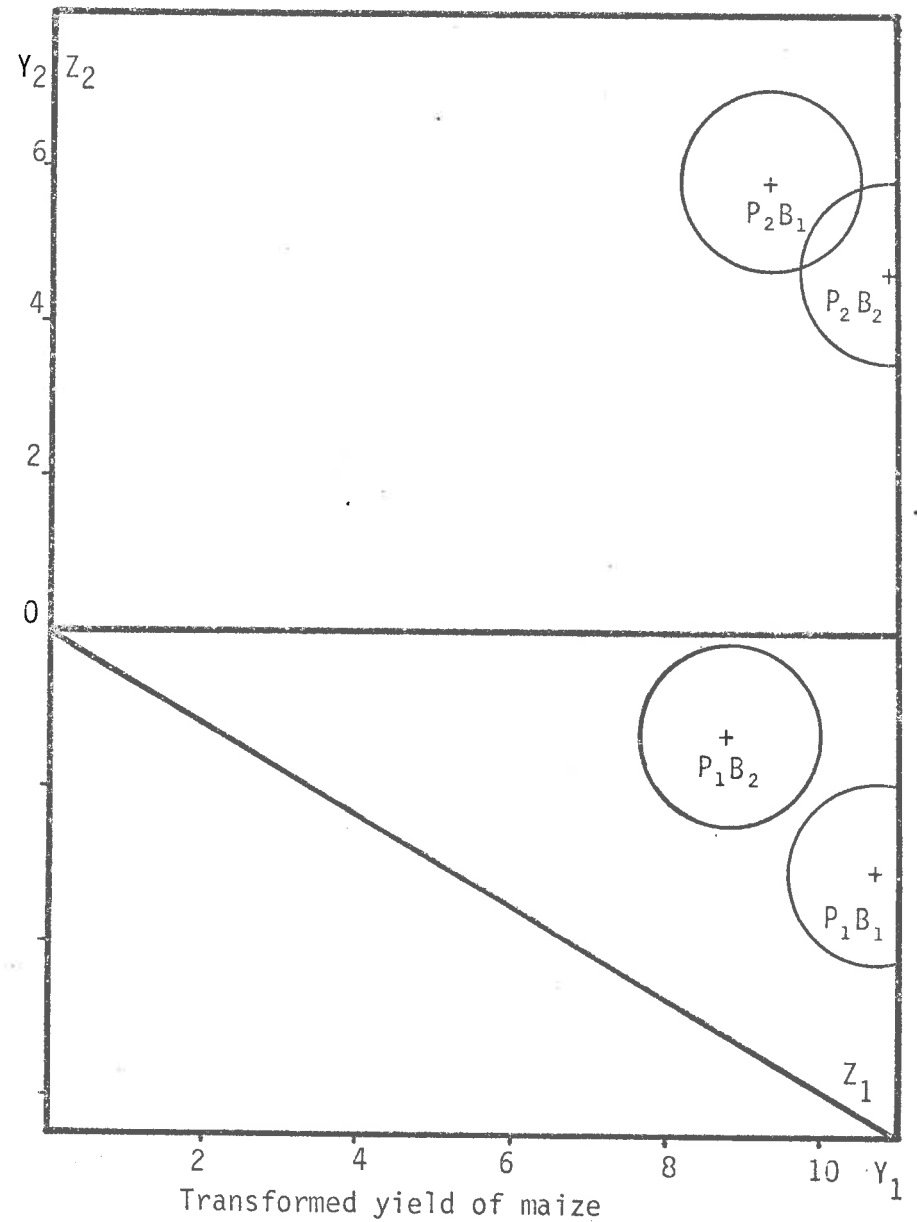 Y2 Z2
6
P2B1
4
P2B2
2
0
P1B2
P1B1
Z1
2 4 6 8 10 Y1
Transformed yield of maize